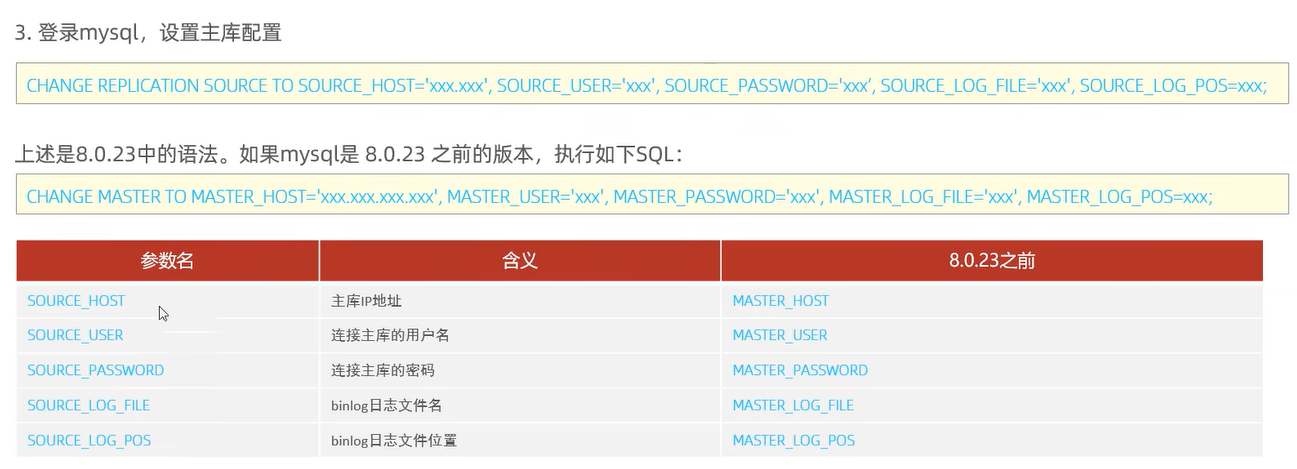 3. 登录mysql，设置主库配置
CHANGE REPLICATION SOURCE TO SOURCE_HOST='xxx.xxx', SOURCE_USER='xxx', SOURCE_PASSWORD='xxx’, SOURCE_LOG_FILE='xxx', SOURCE_LOG_POS=xxx;
上述是8.0.23中的语法。如果mysql是 8.0.23 之前的版本，执行如下SQL：
CHANGE MASTER TO MASTER_HOST='xxx.xxx.xxx.xxx', MASTER_USER='xxx', MASTER_PASSWORD='xxx', MASTER_LOG_FILE='xxx', MASTER_LOG_POS=xxx;
参数名 含义 8.0.23之前
SOURCE_HOST 主库IP地址 MASTER_HOST
SOURCE_USER 连接主库的用户名 MASTER_USER
SOURCE_PASSWORD 连接主库的密码 MASTER_PASSWORD
SOURCE_LOG_FILE binlog日志文件名 MASTER_LOG_FILE
SOURCE_LOG_POS binlog日志文件位置 MASTER_LOG_POS